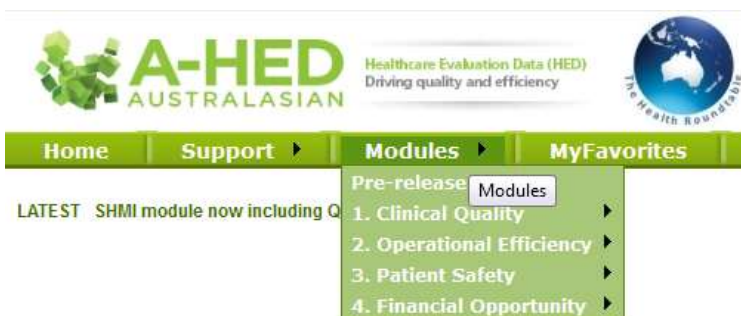 A-HED
AUSTRALASIAN
Healthcare Evaluation Data (HED)
Driving quality and efficiency
The Health Roundtable
Home Support Modules MyFavorites
Pre-release
Modules
LATEST SHMI module now including Q
1. Clinical Quality
2. Operational Efficiency
3. Patient Safety
4. Financial Opportunity